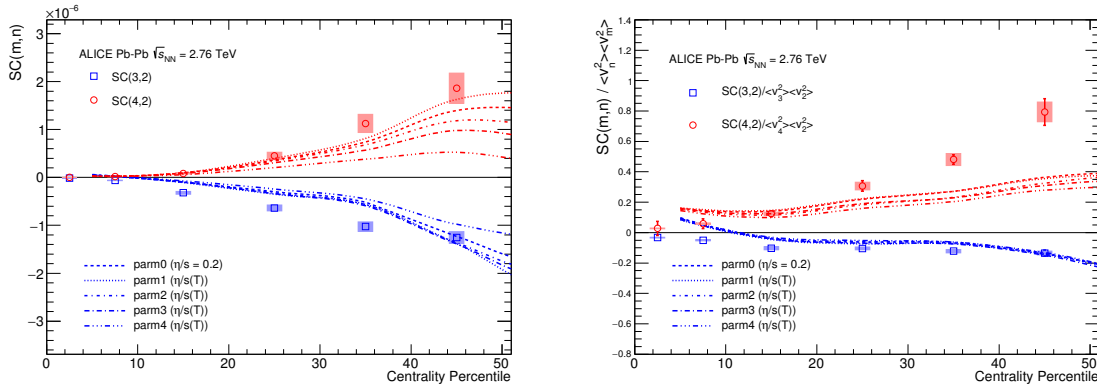 ×10⁻⁶
SC(m,n)
3
2
1
0
−1
−2
−3
ALICE Pb-Pb √s_NN = 2.76 TeV
SC(3,2)
SC(4,2)
parm0 (η/s = 0.2)
parm1 (η/s(T))
parm2 (η/s(T))
parm3 (η/s(T))
parm4 (η/s(T))
0 10 20 30 40 50
Centrality Percentile
SC(m,n) / <v²_n><v²_m>
1.4
1.2
1
0.8
0.6
0.4
0.2
0
−0.2
−0.4
−0.6
−0.8
ALICE Pb-Pb √s_NN = 2.76 TeV
SC(3,2)/<v²_3><v²_2>
SC(4,2)/<v²_4><v²_2>
parm0 (η/s = 0.2)
parm1 (η/s(T))
parm2 (η/s(T))
parm3 (η/s(T))
parm4 (η/s(T))
0 10 20 30 40 50
Centrality Percentile